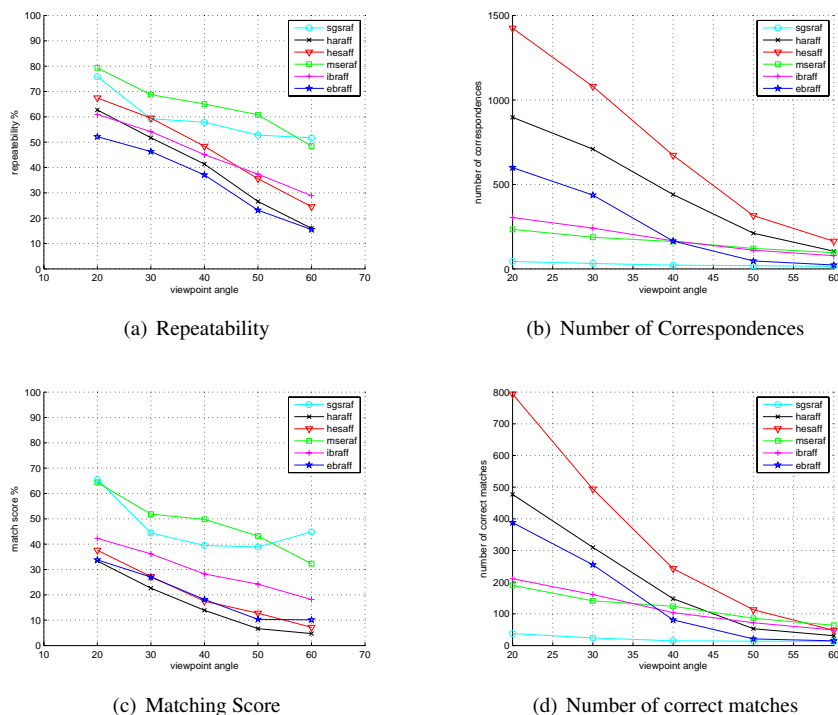 100
90
80
70
60
50
40
30
20
10
0
repeatebility %
10 20 30 40 50 60 70
viewpoint angle
sgsraf
haraff
hesaff
mseraf
ibraff
ebraff
(a) Repeatability
1500
1000
500
0
number of correspondences
20 25 30 35 40 45 50 55 60
viewpoint angle
sgsraf
haraff
hesaff
mseraf
ibraff
ebraff
(b) Number of Correspondences
100
90
80
70
60
50
40
30
20
10
0
match score %
10 20 30 40 50 60 70
viewpoint angle
sgsraf
haraff
hesaff
mseraf
ibraff
ebraff
(c) Matching Score
800
700
600
500
400
300
200
100
0
number of correct matches
20 25 30 35 40 45 50 55 60
viewpoint angle
sgsraf
haraff
hesaff
mseraf
ibraff
ebraff
(d) Number of correct matches